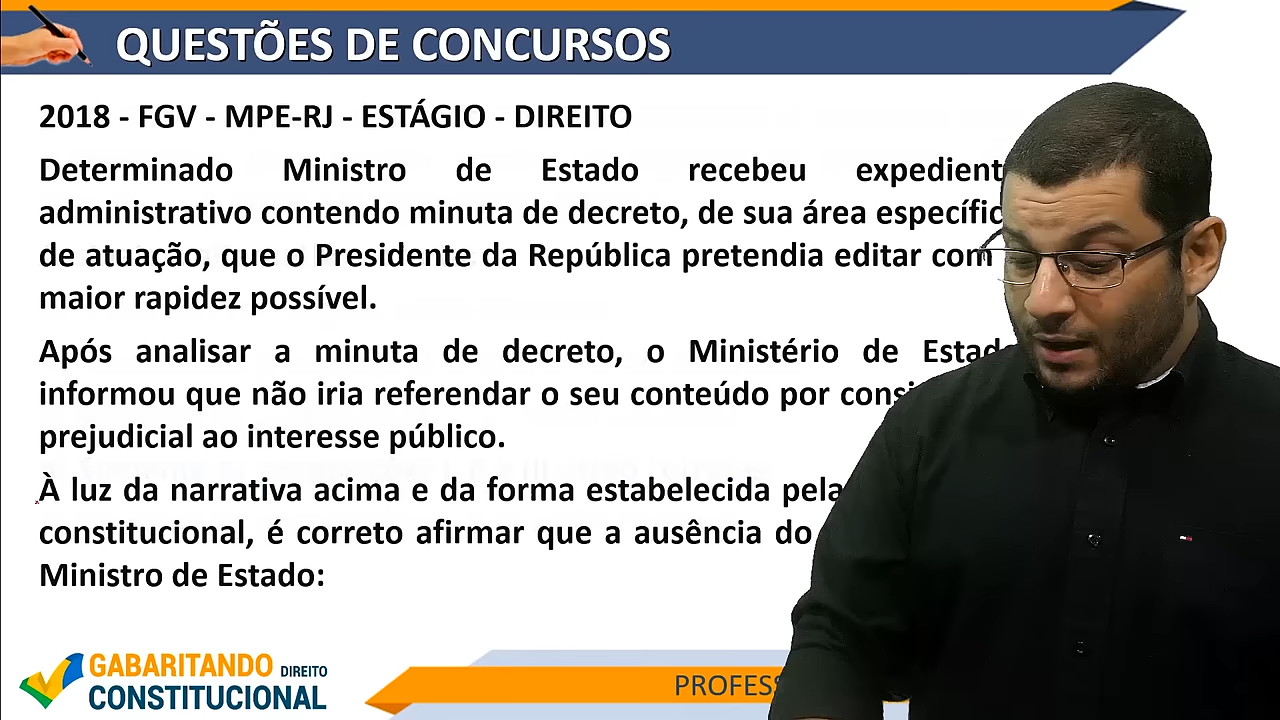 QUESTÕES DE CONCURSOS
2018 - FGV - MPE-RJ - ESTÁGIO - DIREITO
Determinado Ministro de Estado recebeu
administrativo contendo minuta de decreto, de sua área
de atuação, que o Presidente da República pretendia editar com
maior rapidez possível.
Após analisar a minuta de decreto, o Ministério de
informou que não iria referendar o seu conteúdo por
prejudicial ao interesse público.
À luz da narrativa acima e da forma estabelecida pela
constitucional, é correto afirmar que a ausência do
Ministro de Estado:
GABARITANDO DIREITO
CONSTITUCIONAL